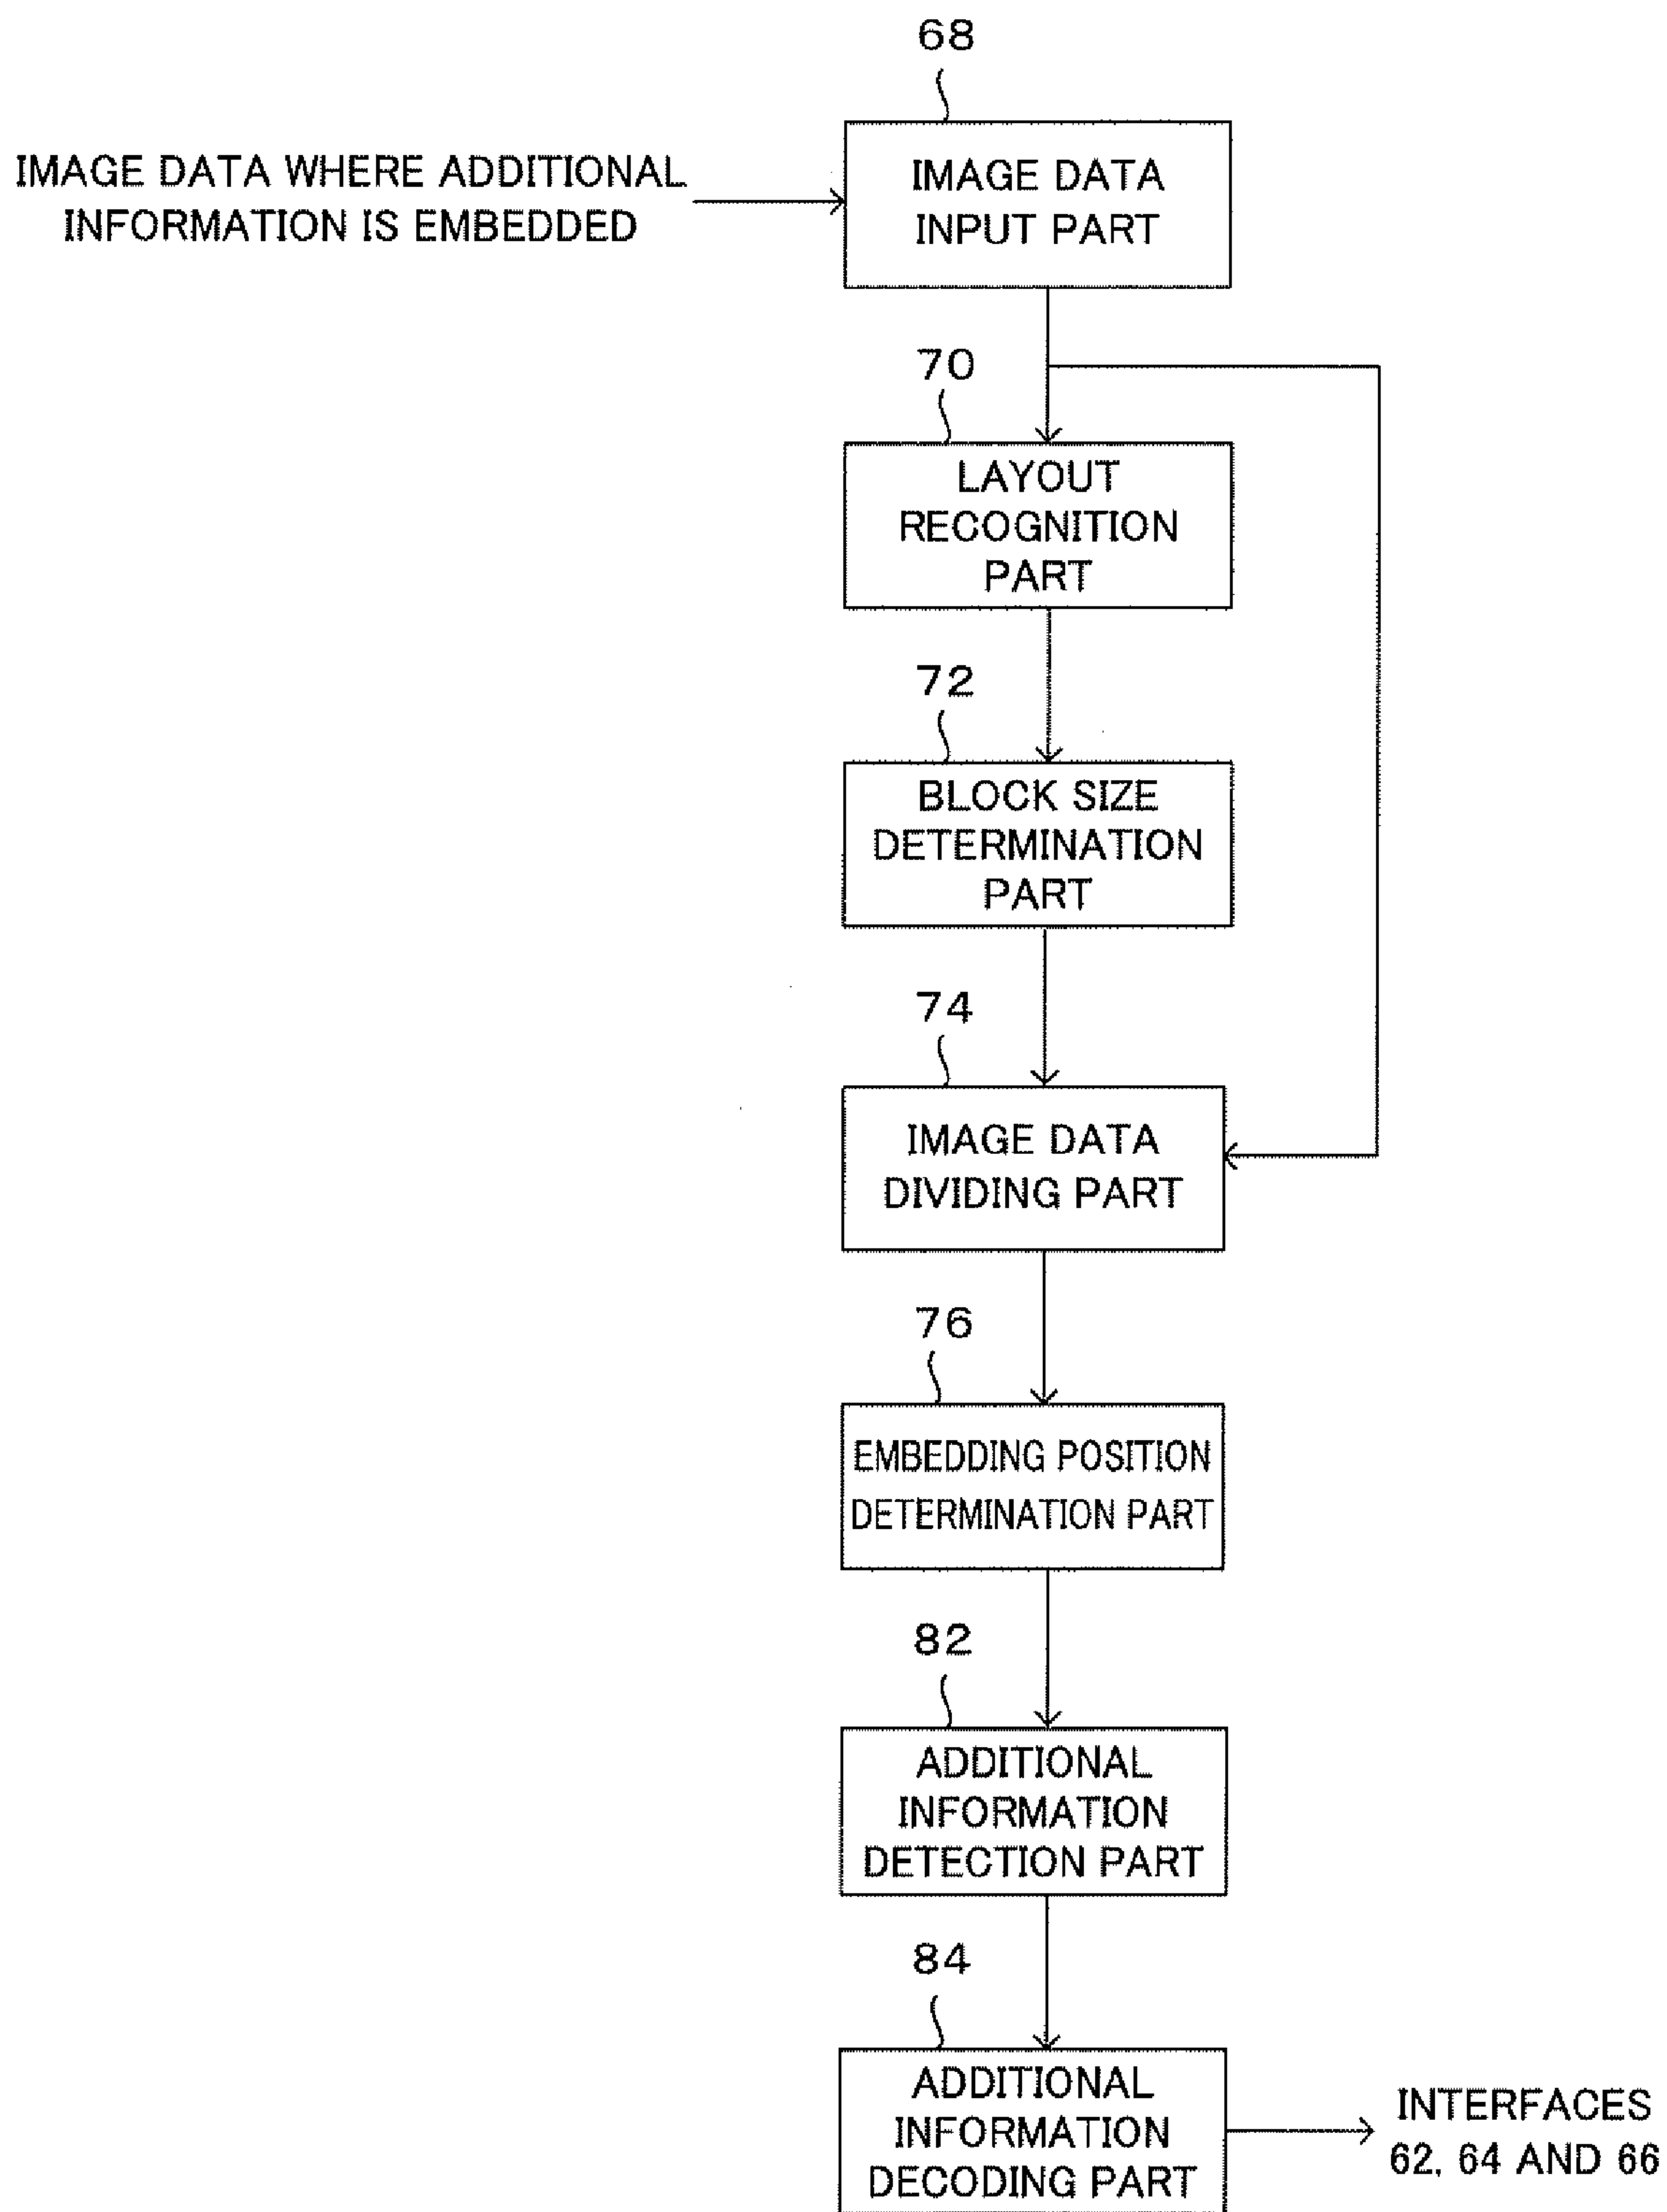 68
IMAGE DATA WHERE ADDITIONAL
INFORMATION IS EMBEDDED
IMAGE DATA
INPUT PART
70
LAYOUT
RECOGNITION
PART
72
BLOCK SIZE
DETERMINATION
PART
74
IMAGE DATA
DIVIDING PART
76
EMBEDDING POSITION
DETERMINATION PART
82
ADDITIONAL
INFORMATION
DETECTION PART
84
ADDITIONAL
INFORMATION
DECODING PART
INTERFACES
62, 64 AND 66